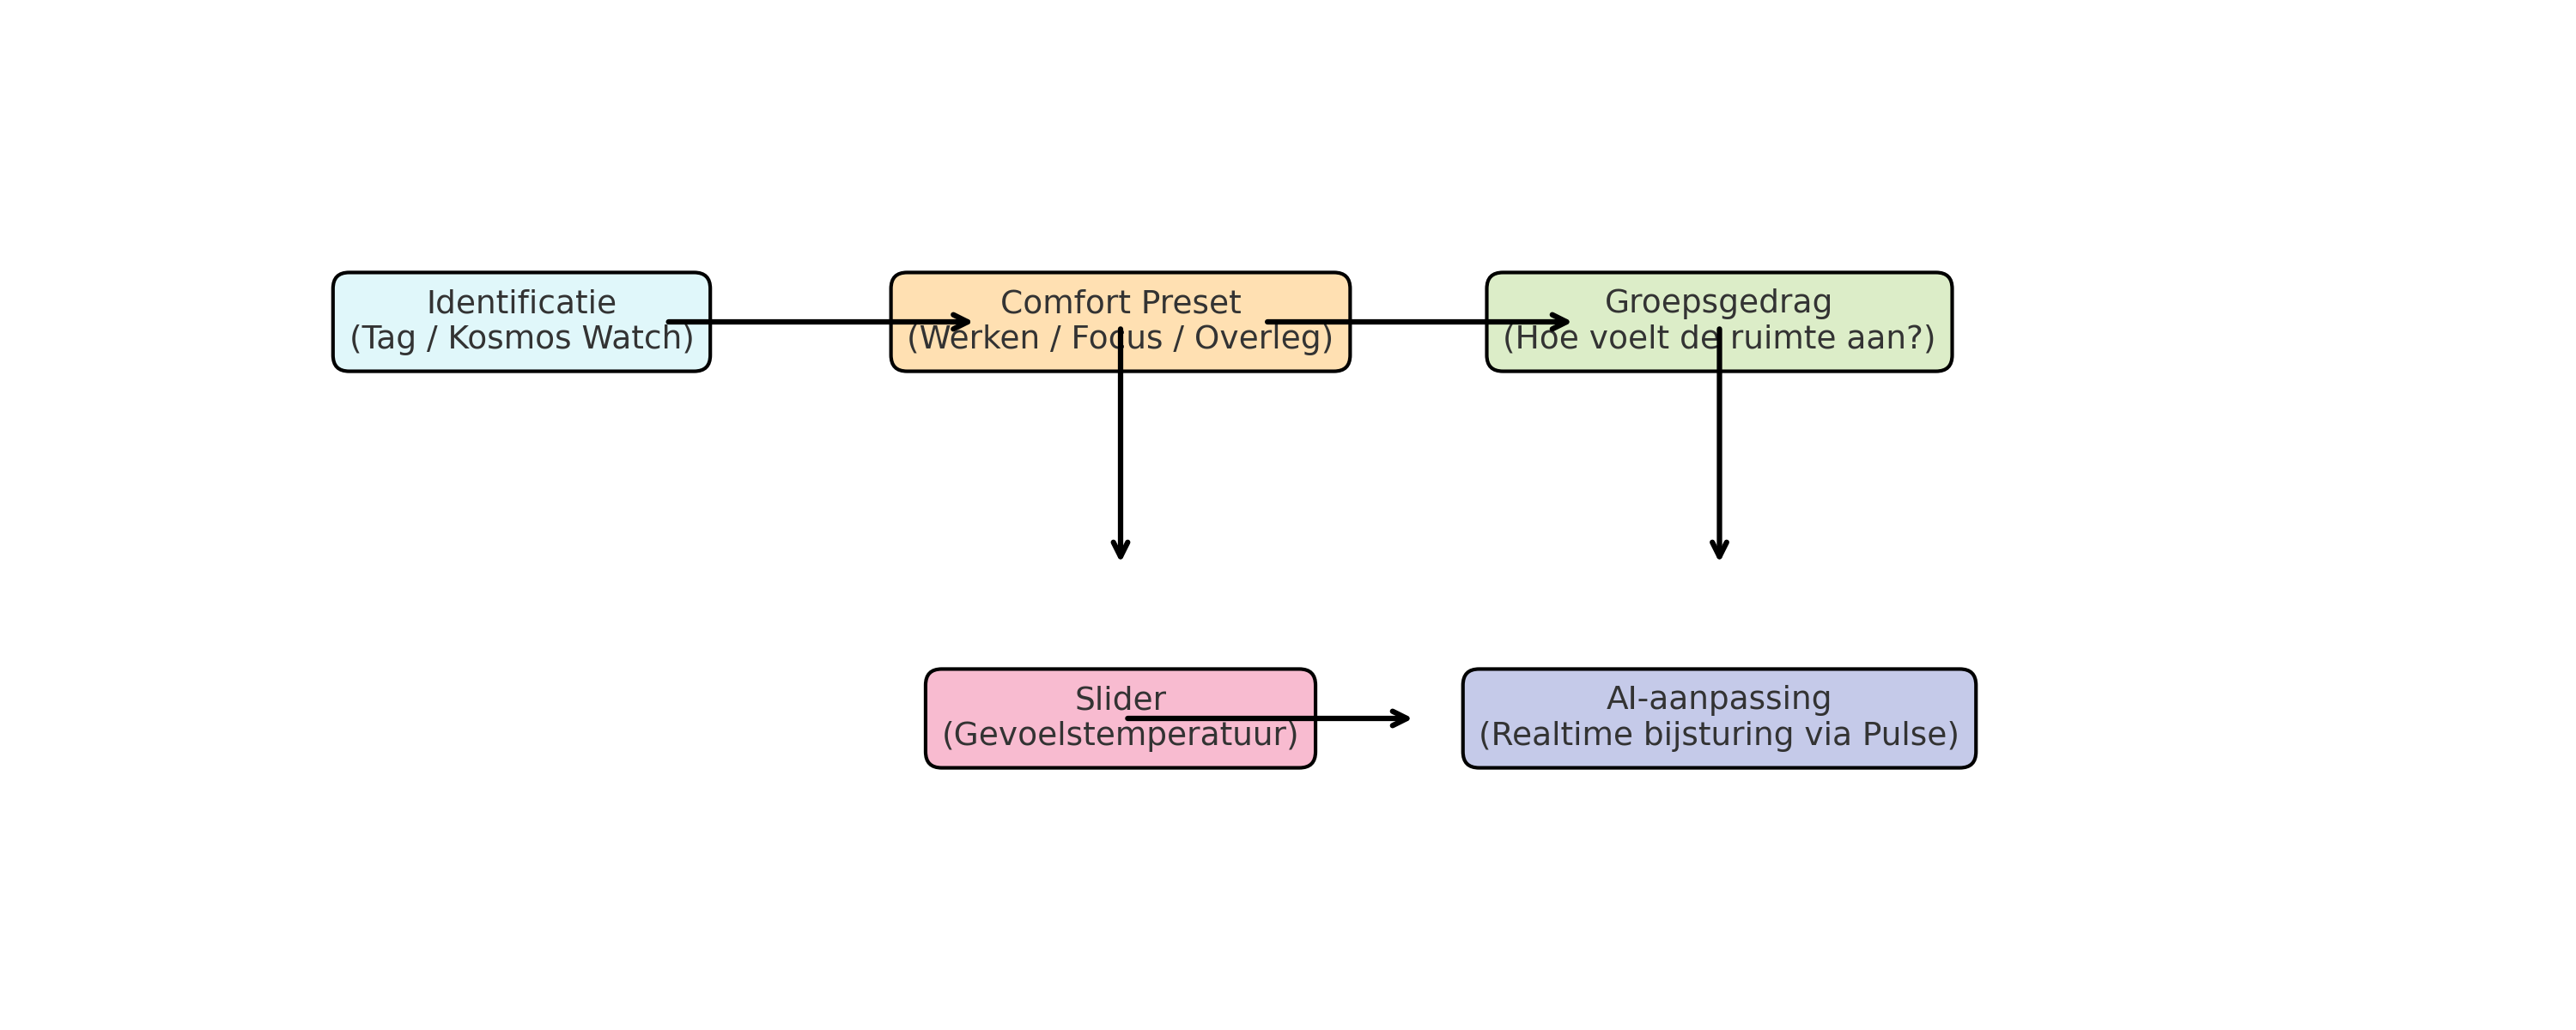 Identificatie
(Tag / Kosmos Watch)
Comfort Preset
(Werken / Focus / Overleg)
Groepsgedrag
(Hoe voelt de ruimte aan?)
Slider
(Gevoelstemperatuur)
AI-aanpassing
(Realtime bijsturing via Pulse)